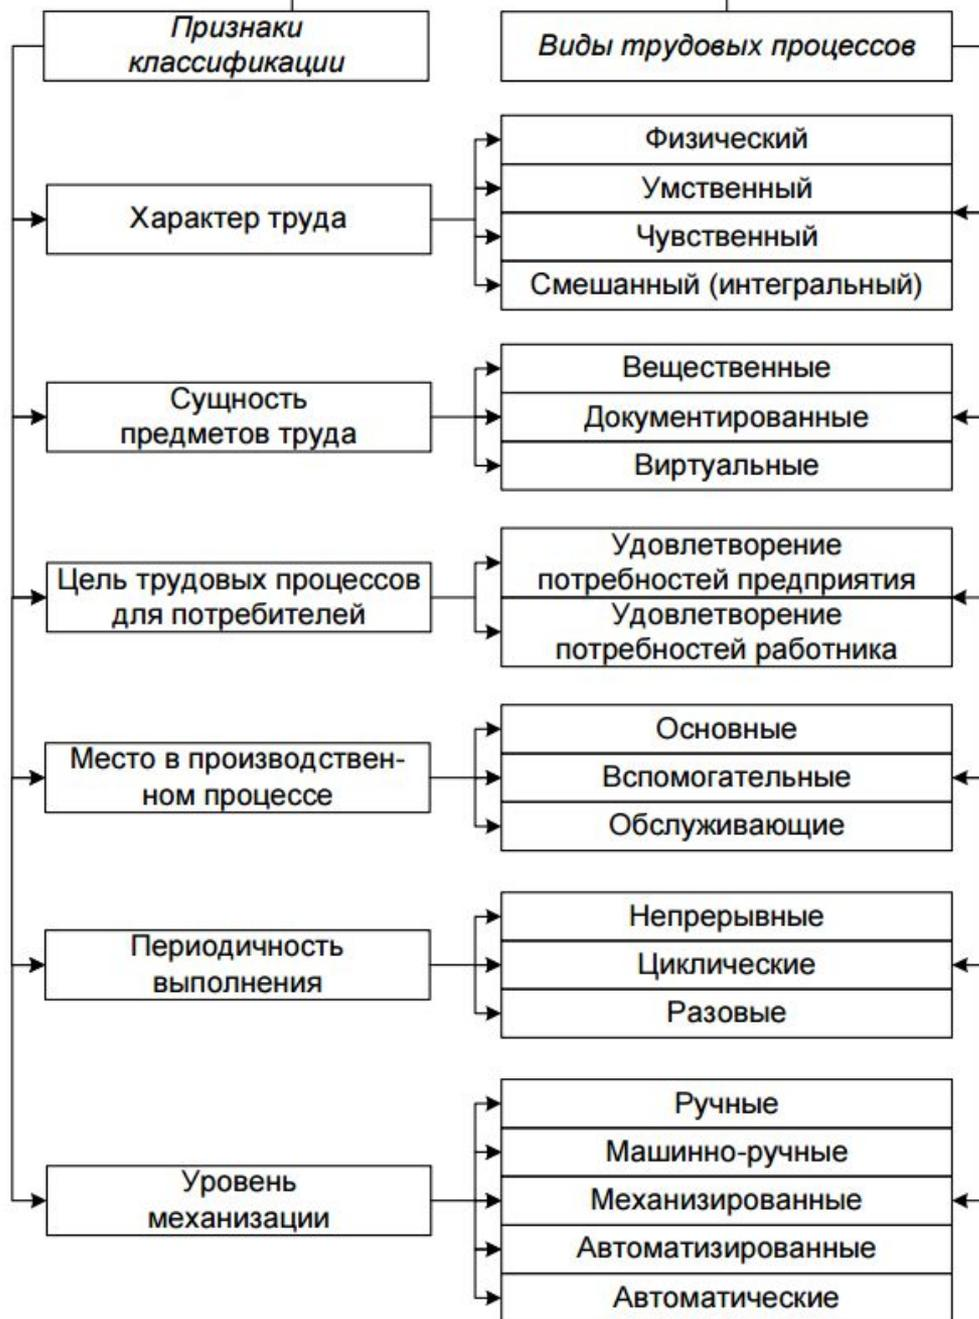 Признаки
классификации
Виды трудовых процессов
Характер труда
Физический
Умственный
Чувственный
Смешанный (интегральный)
Сущность
предметов труда
Вещественные
Документированные
Виртуальные
Цель трудовых процессов
для потребителей
Удовлетворение
потребностей предприятия
Удовлетворение
потребностей работника
Место в производствен-
ном процессе
Основные
Вспомогательные
Обслуживающие
Периодичность
выполнения
Непрерывные
Циклические
Разовые
Уровень
механизации
Ручные
Машинно-ручные
Механизированные
Автоматизированные
Автоматические